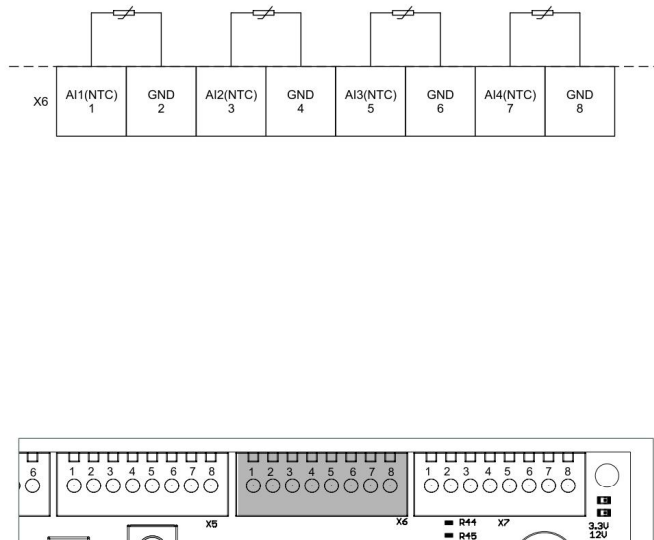 X6
AI1(NTC) GND AI2(NTC) GND AI3(NTC) GND AI4(NTC) GND
1 2 3 4 5 6 7 8
6 1 2 3 4 5 6 7 8 1 2 3 4 5 6 7 8 1 2 3 4 5 6 7 8
X5 X6 R44 X7 3.3V
R45 12V